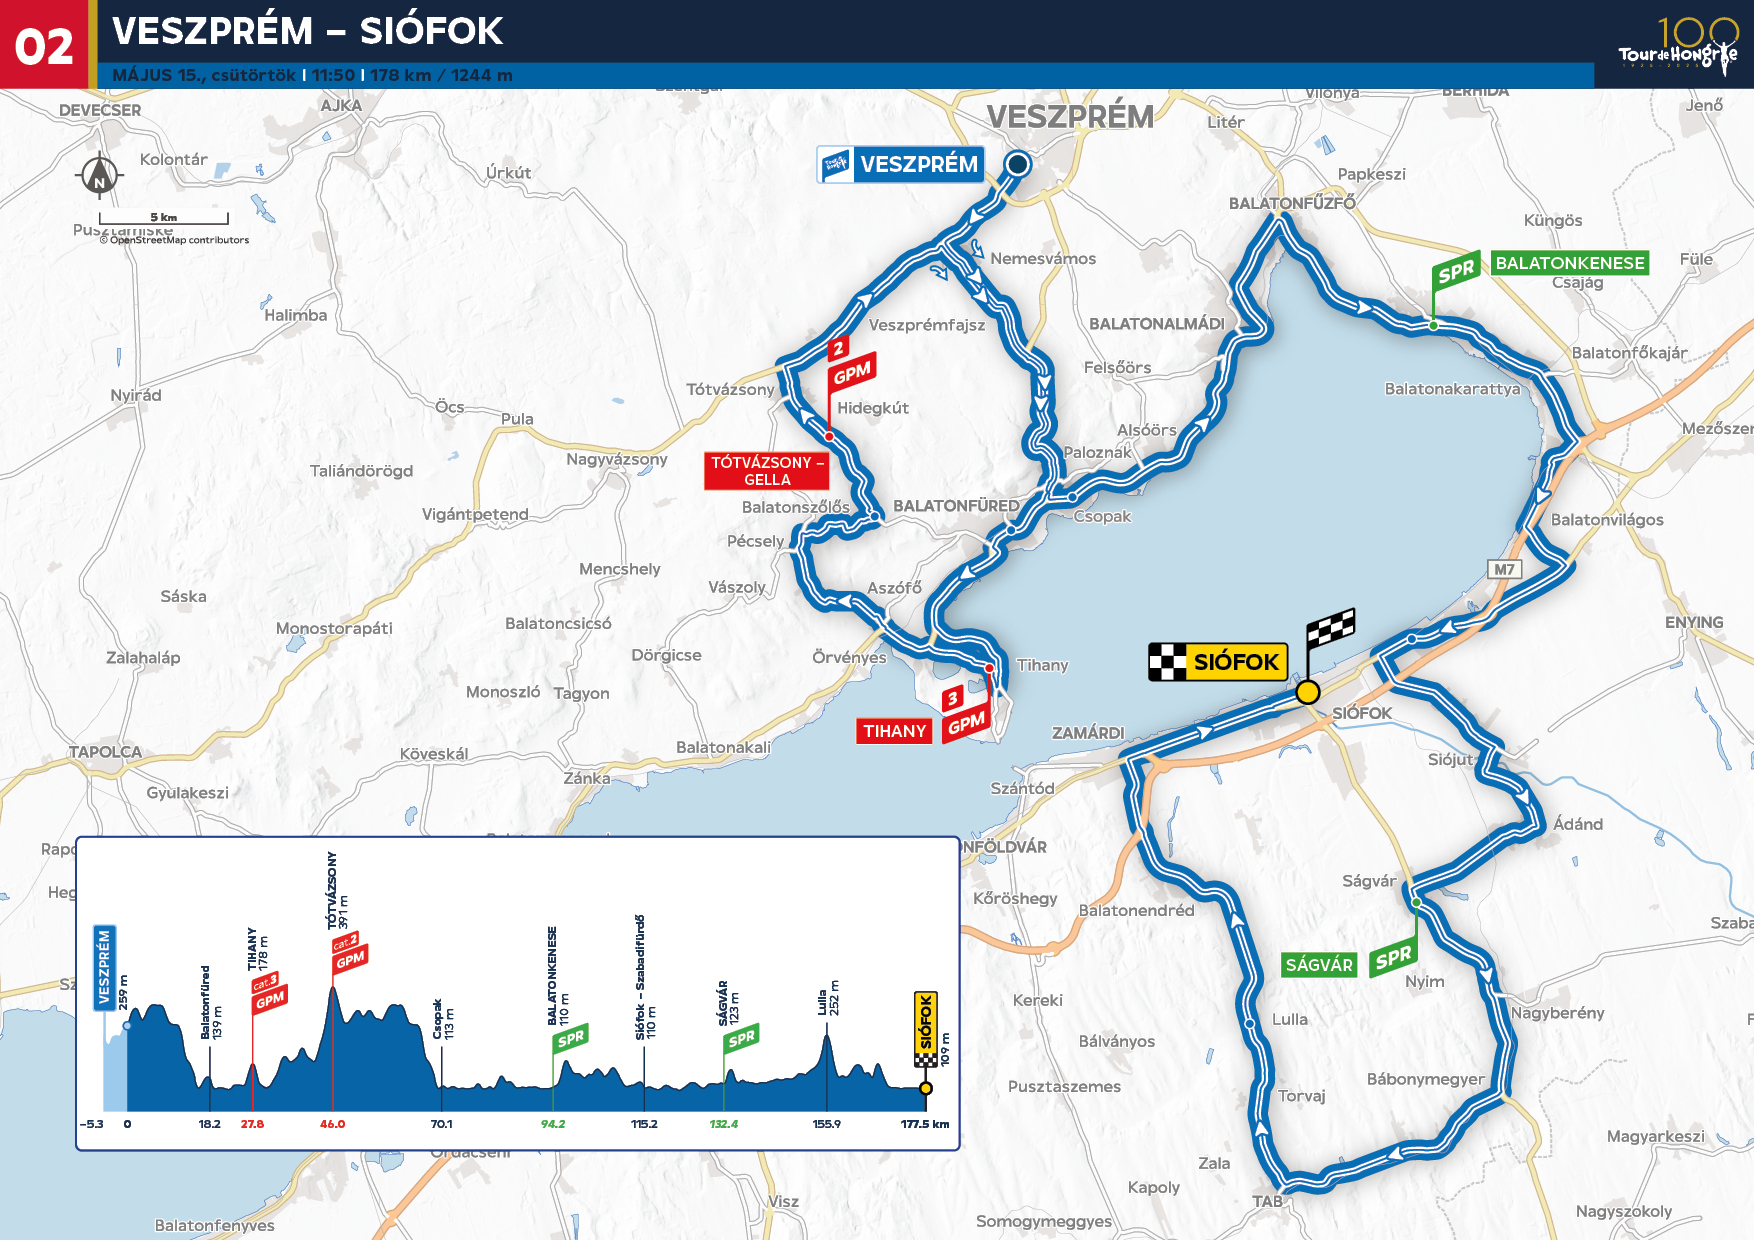 02
VESZPRÉM – SIÓFOK
MÁJUS 15., csütörtök | 11:50 | 178 km / 1244 m
100
Tour de Hongrie
DEVECSER
AJKA
VESZPRÉM
Vilonya
BERHIDA
Jenő
Litér
Kolontár
Úrkút
N
5 km
© OpenStreetMap contributors
Pusztamiske
VESZPRÉM
Papkeszi
BALATONFŰZFŐ
Küngös
Nemesvámos
SPR
BALATONKENESE
Füle
Csajág
Halimba
Veszprémfajsz
BALATONALMÁDI
Balatonfőkajár
2
GPM
Felsőörs
Tótvázsony
Balatonakarattya
Nyirád
Öcs
Pula
Hidegkút
Alsóörs
Mezőszer
Paloznak
Nagyvázsony
TÓTVÁZSONY –
GELLA
Taliándörögd
Balatonszőlős
BALATONFÜRED
Csopak
Vigántpetend
Balatonvilágos
Pécsely
M7
Mencshely
Vászoly
Aszófő
Sáska
Monostorapáti
Balatoncsicsó
ENYING
Zalahaláp
Dörgicse
Örvényes
Tihany
SIÓFOK
Monoszló
Tagyon
3
GPM
TIHANY
SIÓFOK
ZAMÁRDI
TAPOLCA
Köveskál
Balatonakali
Siójut
Zánka
Szántód
Gyulakeszi
Ádánd
NFÖLDVÁR
Ságvár
Kőröshegy
Balatonendréd
SÁGVÁR
SPR
Nyim
Kereki
Lulla
Nagyberény
Bálványos
Pusztaszemes
Bábonymegyer
Torvaj
Magyarkeszi
Zala
Kapoly
TAB
Visz
Somogymeggyes
Nagyszokoly
Balatonfenyves
VESZPRÉM
259 m
Balatonfüred
139 m
TIHANY
178 m
cat.3
GPM
TÓTVÁZSONY
391 m
cat.2
GPM
Csopak
113 m
BALATONKENESE
110 m
SPR
Siófok – Szabadifürdő
110 m
SÁGVÁR
123 m
SPR
Lulla
252 m
SIÓFOK
109 m
–5.3 0 18.2 27.8 46.0 70.1 94.2 115.2 132.4 155.9 177.5 km